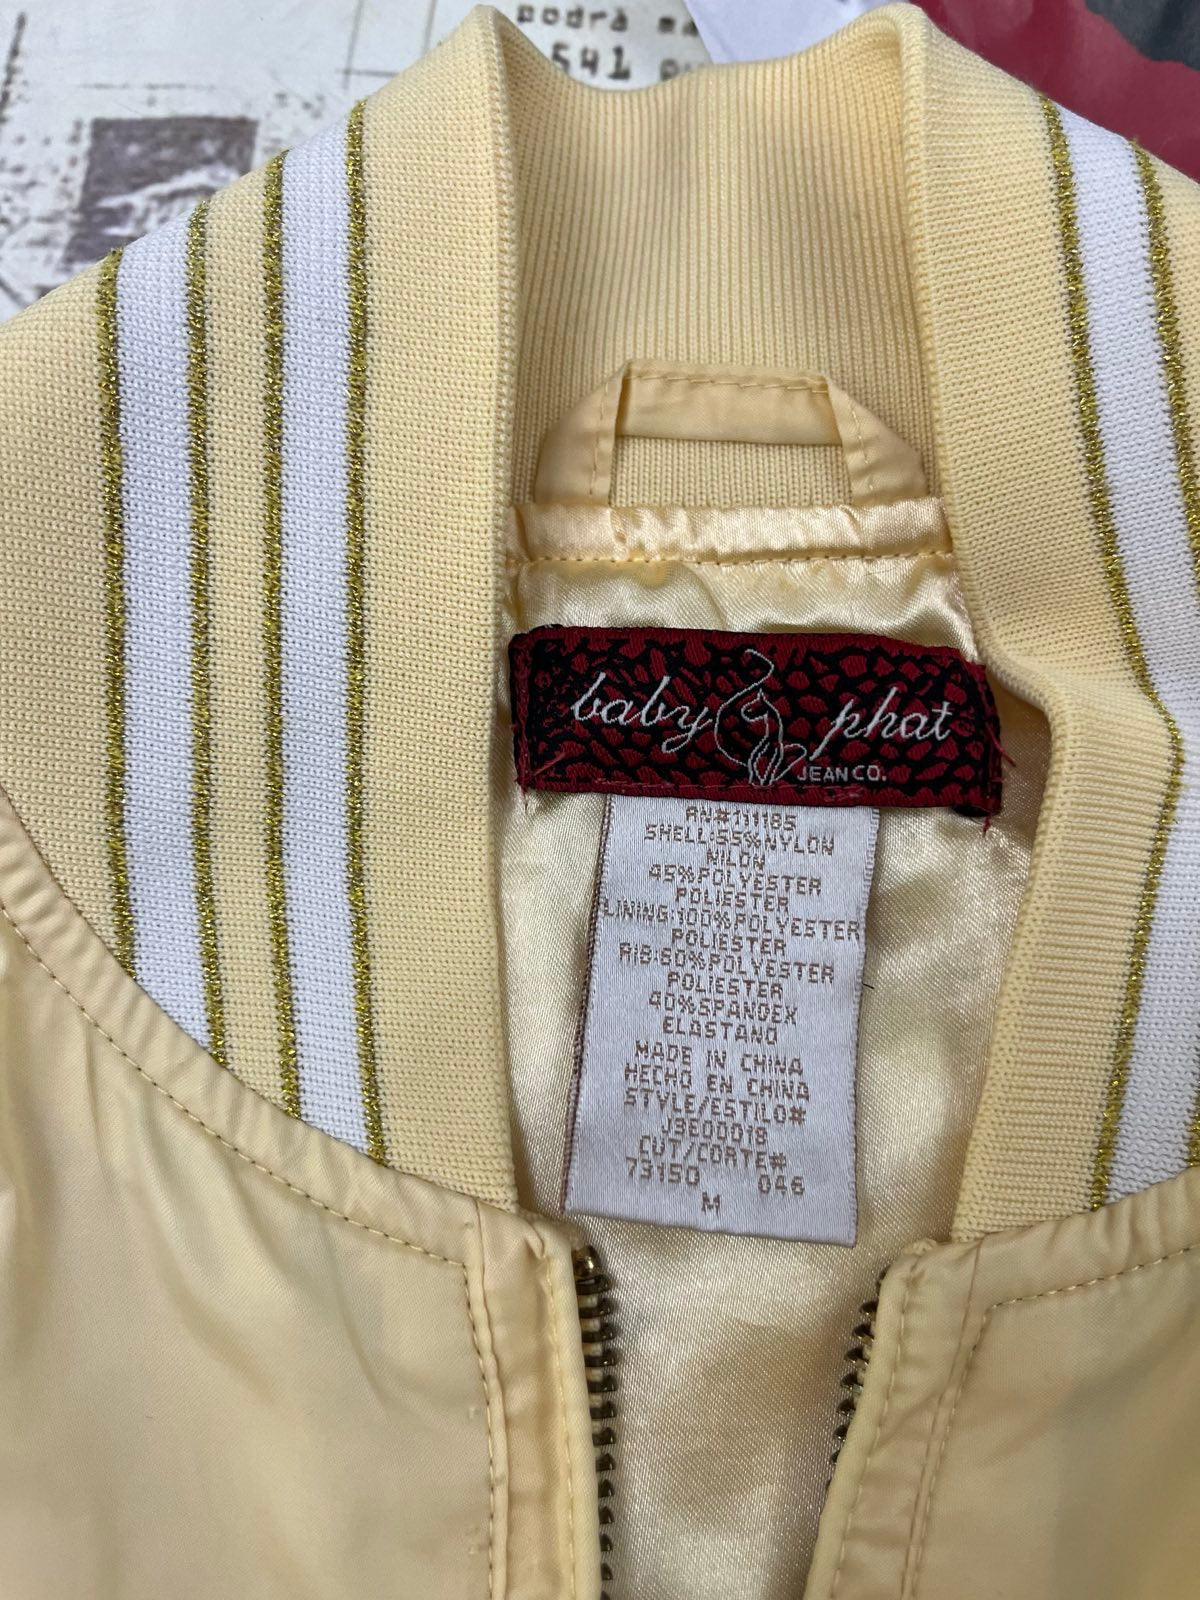 podrà
541
baby phat
JEAN CO.
RN#111185
SHELL:55%NYLON
NILON
45%POLYESTER
POLIESTER
LINING:100%POLYESTER
POLIESTER
RIB:60%POLYESTER
POLIESTER
40%SPANDEX
ELASTANO
MADE IN CHINA
HECHO EN CHINA
STYLE/ESTILO#
J3E00018
CUT/CORTE#
73150 046
M